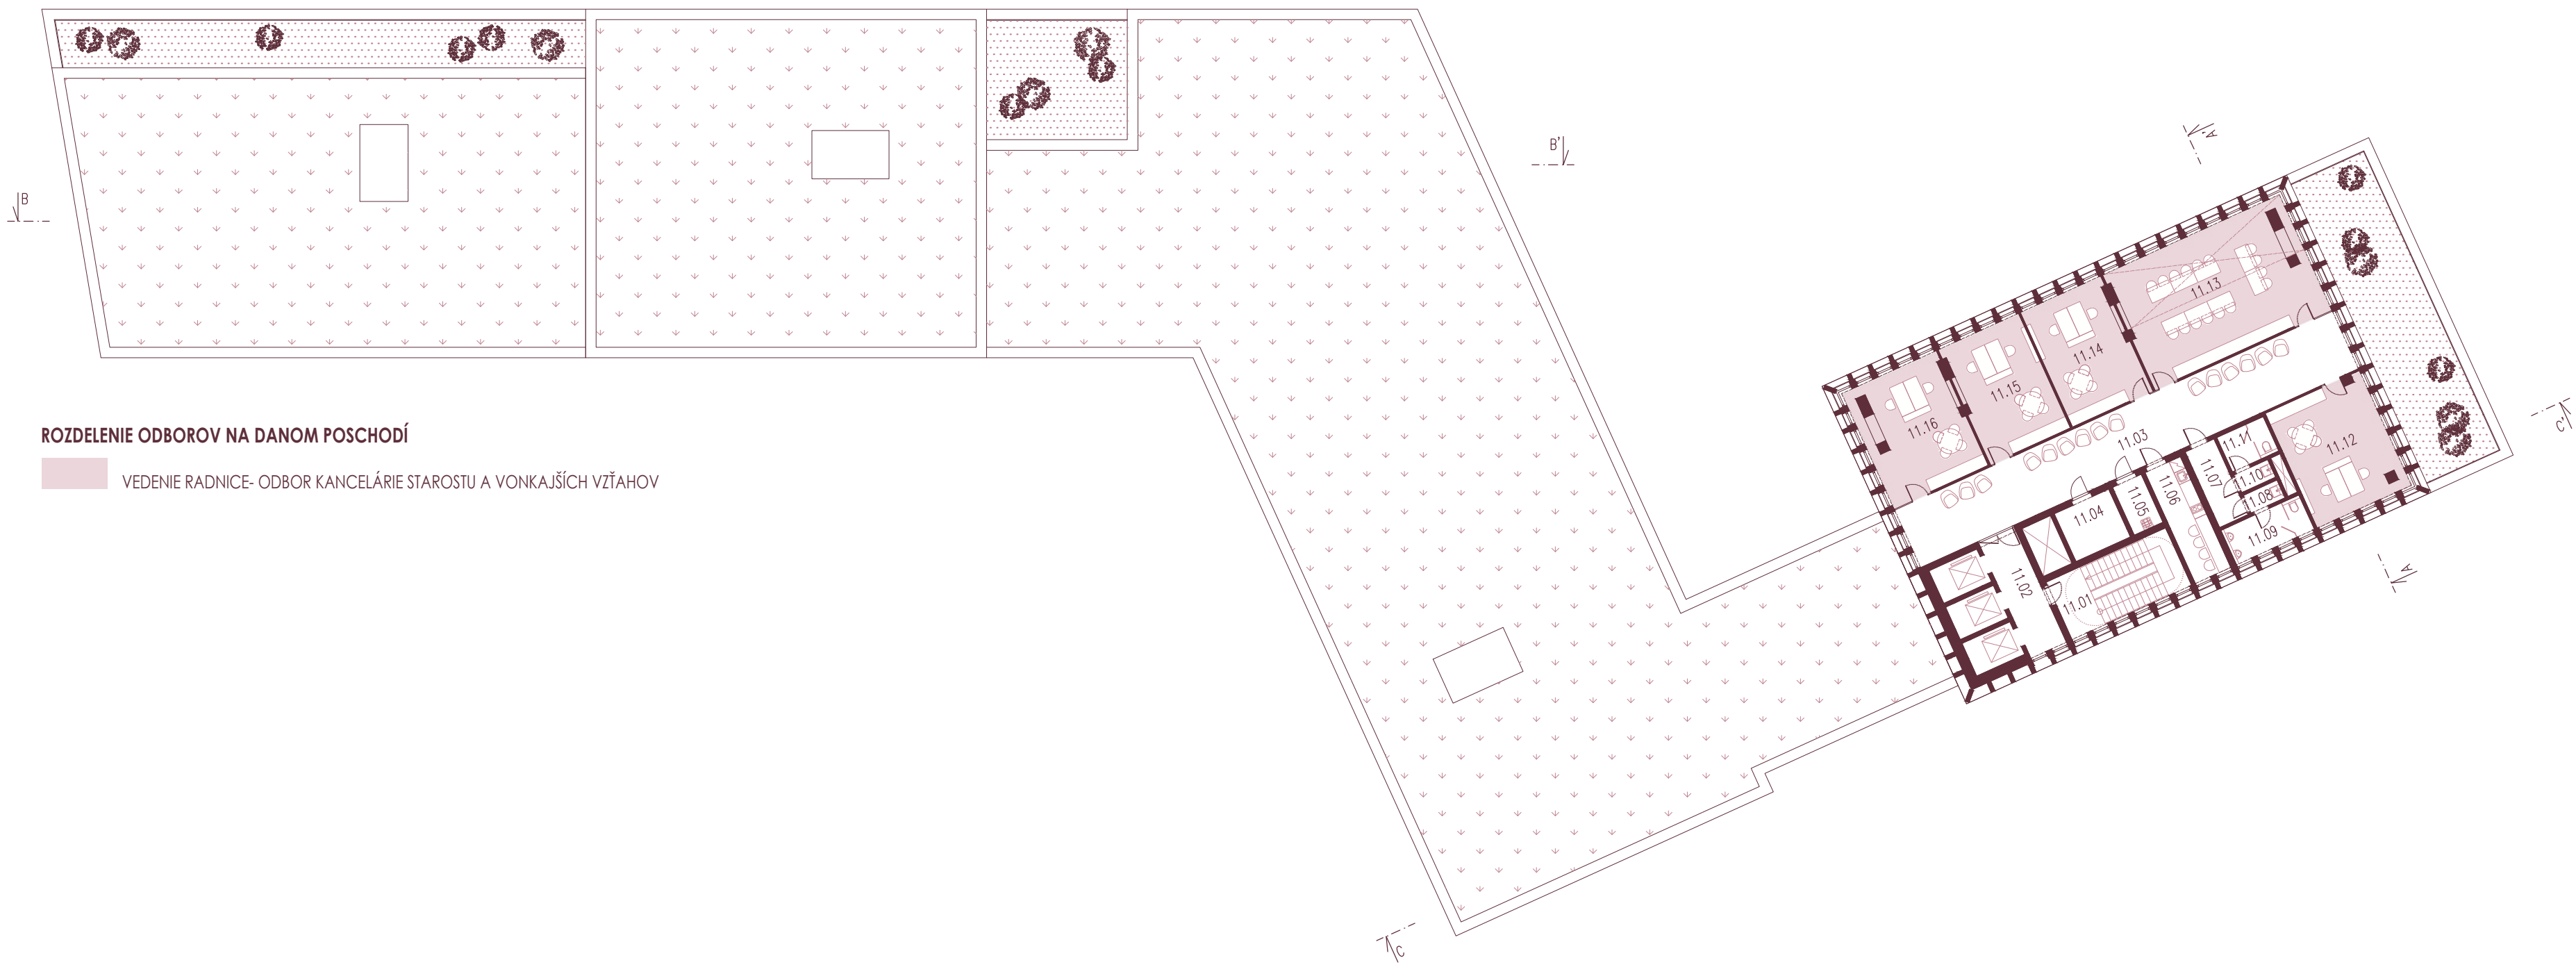 B
B'
A'
C'
ROZDELENIE ODBOROV NA DANOM POSCHODÍ
VEDENIE RADNICE- ODBOR KANCELÁRIE STAROSTU A VONKAJŠÍCH VZŤAHOV
11.13
11.14
11.15
11.16
11.03
11.11
11.12
11.07
11.10
11.06
11.08
11.05
11.04
11.09
11.02
11.01
A
C